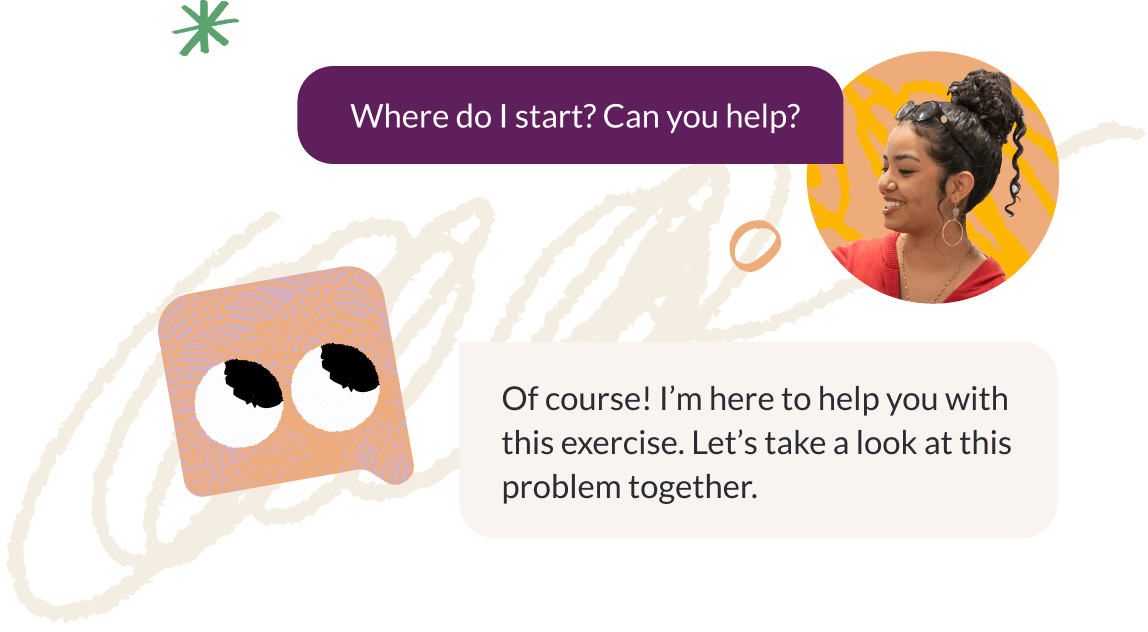 Where do I start? Can you help?
Of course! I’m here to help you with
this exercise. Let’s take a look at this
problem together.